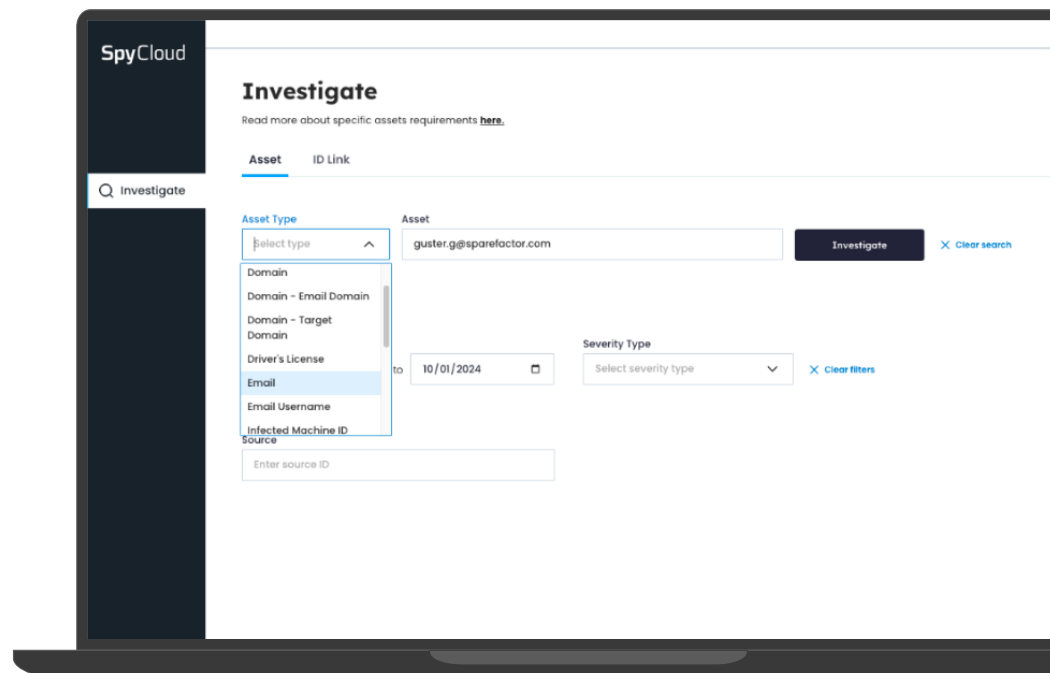 SpyCloud
Investigate
Read more about specific assets requirements here.
Asset ID Link
Investigate
Asset Type Asset
Select type guster.g@sparefactor.com Investigate Clear search
Domain
Domain - Email Domain
Domain - Target
Domain
Driver's License
Email
Email Username
Infected Machine ID
Severity Type
to 10/01/2024 Select severity type Clear filters
Source
Enter source ID